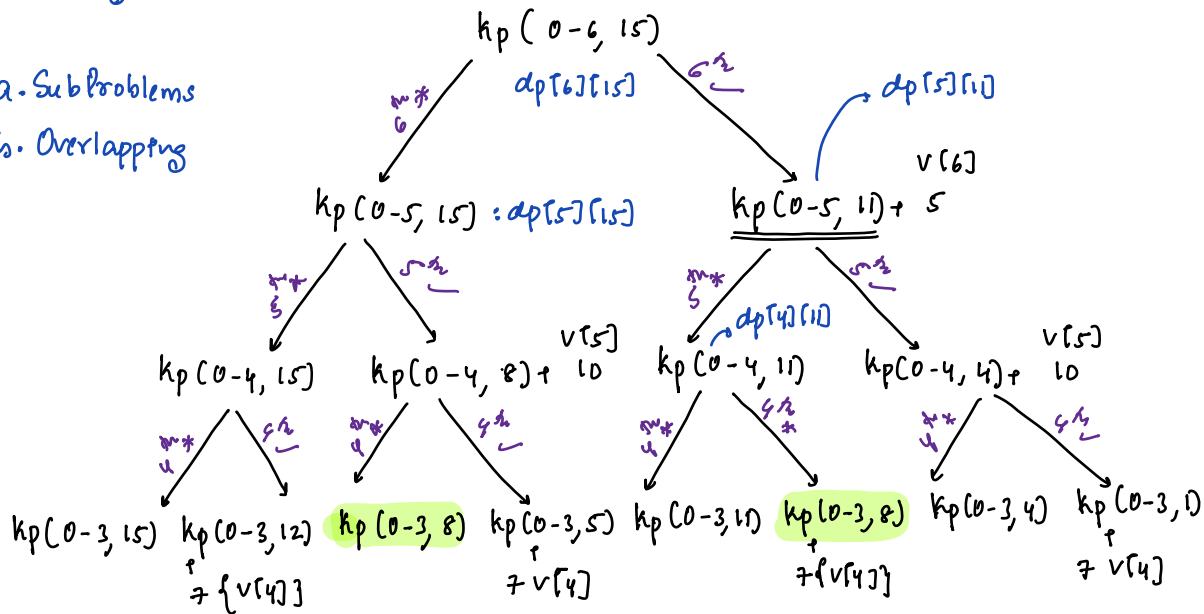 kp(0-6, 15)
dp[6][15]
a. SubProblems
b. Overlapping
dp[5][11]
kp(0-5, 15) : dp[5][15]
kp(0-5, 11) + 5
v[6]
dp[4][11]
kp(0-4, 15)
kp(0-4, 8) + 10
v[5]
kp(0-4, 11)
kp(0-4, 4) + 10
v[5]
kp(0-3, 15)
kp(0-3, 12)
+
7 {v[4]}
kp(0-3, 8)
kp(0-3, 5)
+
7 v[4]
kp(0-3, 11)
kp(0-3, 8)
+
7 {v[4]}
kp(0-3, 4)
kp(0-3, 1)
+
7 v[4]